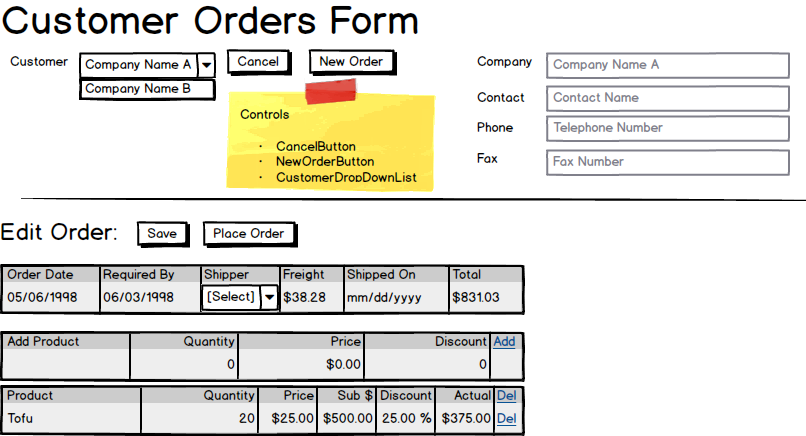 Customer Orders Form
Customer Company Name A Cancel New Order Company Company Name A
Company Name B
Controls
Contact Contact Name
Phone Telephone Number
· CancelButton
· NewOrderButton
· CustomerDropDownList
Fax Fax Number
Edit Order: Save Place Order
Order Date Required By Shipper Freight Shipped On Total
05/06/1998 06/03/1998 [Select] $38.28 mm/dd/yyyy $831.03
Add Product Quantity Price Discount Add
0 $0.00 0
Product Quantity Price Sub $ Discount Actual Del
Tofu 20 $25.00 $500.00 25.00 % $375.00 Del